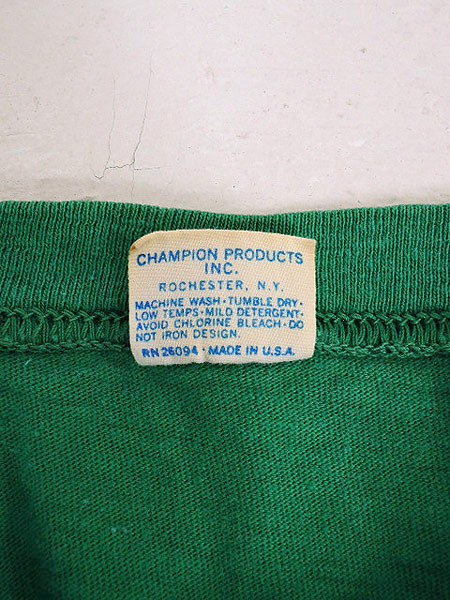 CHAMPION PRODUCTS
INC.
ROCHESTER, N.Y.
MACHINE WASH · TUMBLE DRY ·
LOW TEMPS · MILD DETERGENT ·
AVOID CHLORINE BLEACH · DO
NOT IRON DESIGN.
RN 26094 · MADE IN U.S.A.